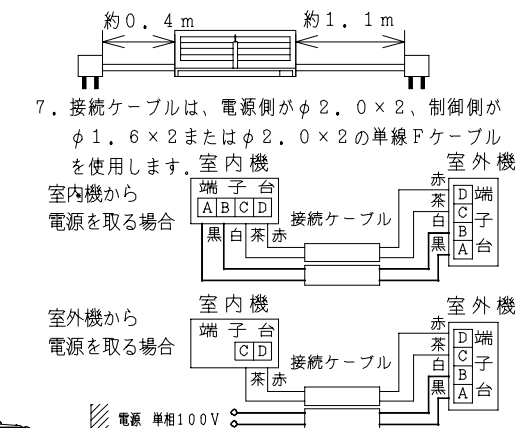 約0.4m 約1.1m
7.接続ケーブルは、電源側がφ2.0×2、制御側が
φ1.6×2またはφ2.0×2の単線Fケーブル
を使用します。
室内機 室外機
室内機から
電源を取る場合
端子台
A B C D
黒 白 茶 赤
接続ケーブル
赤 D 端
茶 C 子
白 B 台
黒 A
室内機 室外機
室外機から
電源を取る場合
端子台
C D
茶 赤
接続ケーブル
赤 D 端
茶 C 子
白 B 台
黒 A
電源 単相100V